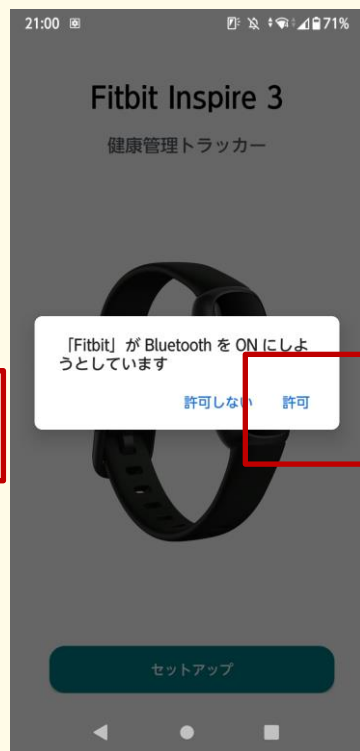 21:00
71%
Fitbit Inspire 3
健康管理トラッカー
「Fitbit」が Bluetooth を ON にしよ
うとしています
許可しない 許可
セットアップ